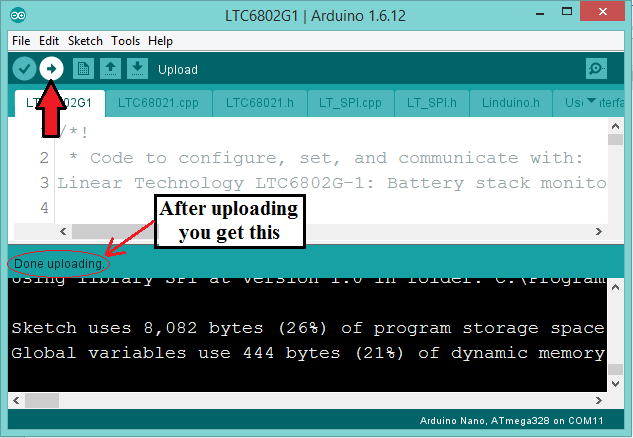 LTC6802G1 | Arduino 1.6.12
File Edit Sketch Tools Help
Upload
LTC6802G1 LTC68021.cpp LTC68021.h LT_SPI.cpp LT_SPI.h Linduino.h Use
1 /*!
2 * Code to configure, set, and communicate with:
3 Linear Technology LTC6802G-1: Battery stack monito
4
After uploading
you get this
Done uploading.
Using library SPI at version 1.0 in folder: C:\Program
Sketch uses 8,082 bytes (26%) of program storage space
Global variables use 444 bytes (21%) of dynamic memory
Arduino Nano, ATmega328 on COM11